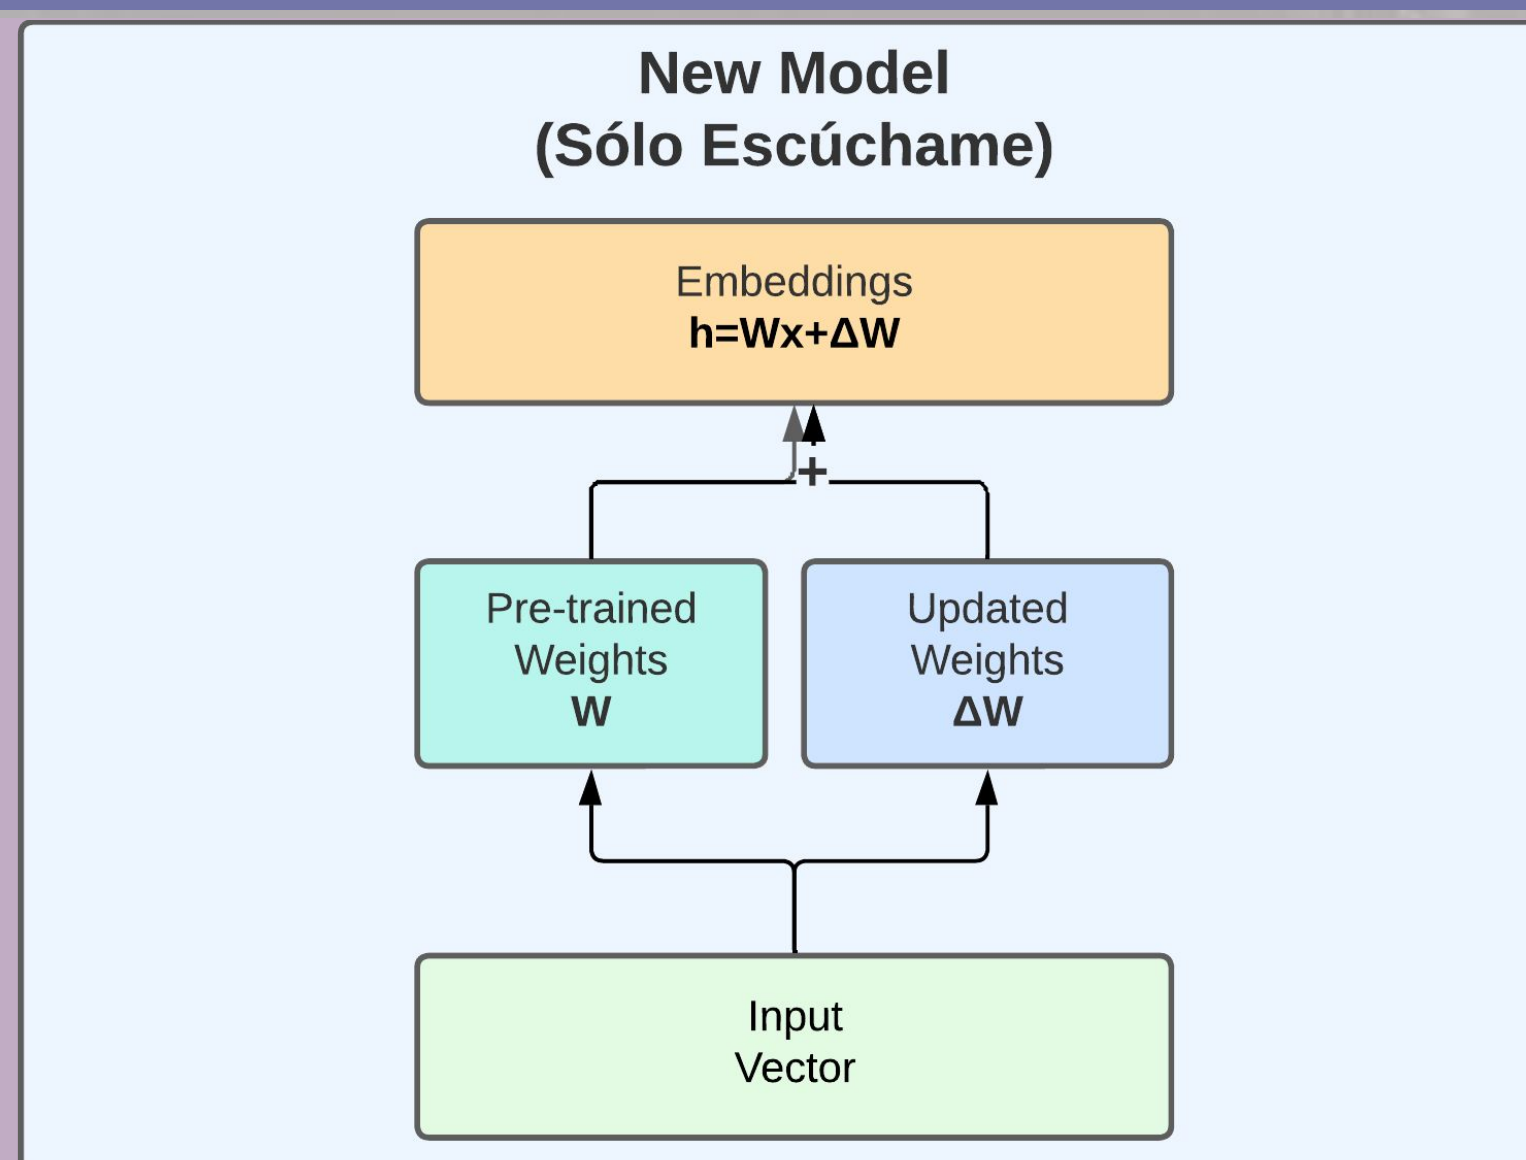 New Model
(Sólo Escúchame)
Embeddings
h=Wx+ΔW
+
Pre-trained
Weights
W
Updated
Weights
ΔW
Input
Vector